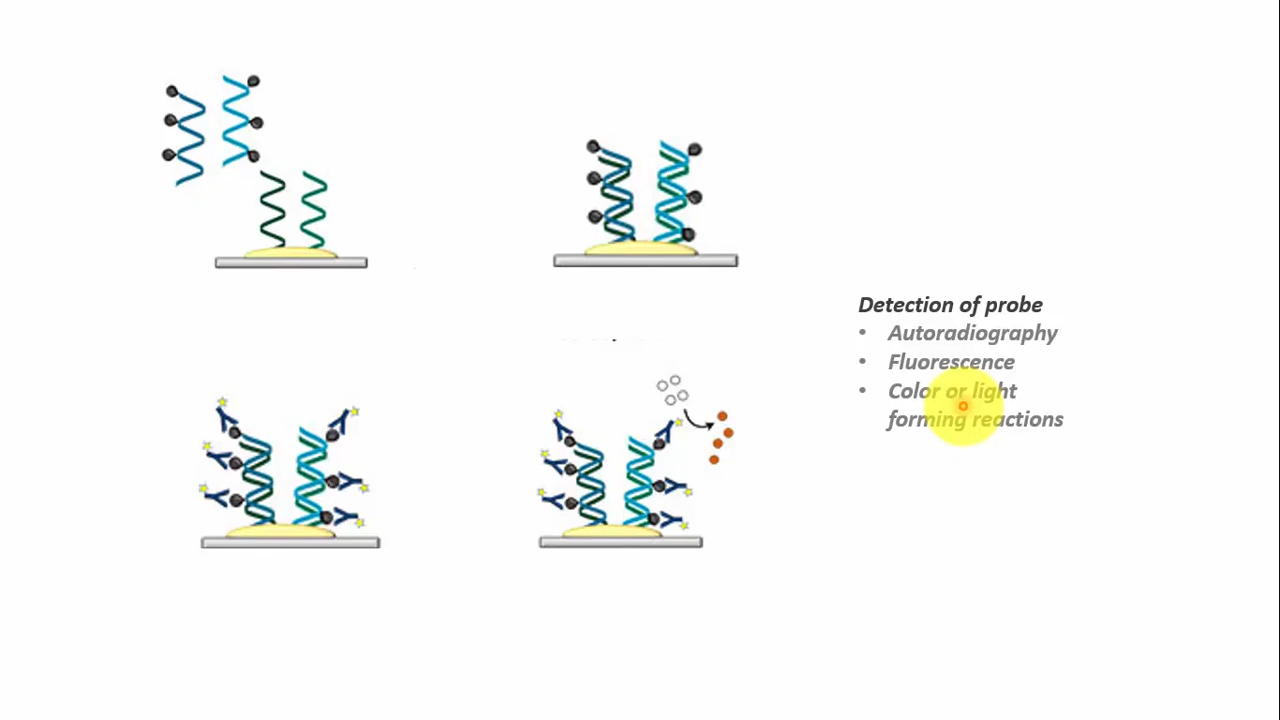 Detection of probe
• Autoradiography
• Fluorescence
• Color or light
forming reactions